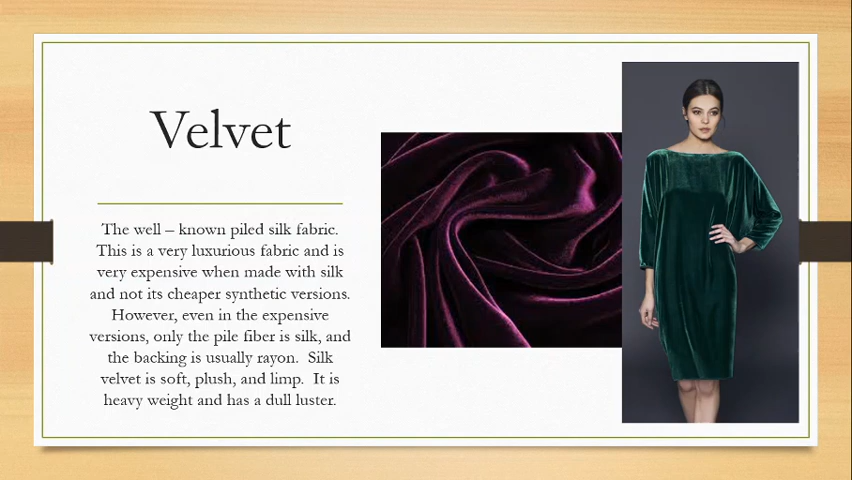 Velvet
The well – known piled silk fabric.
This is a very luxurious fabric and is
very expensive when made with silk
and not its cheaper synthetic versions.
However, even in the expensive
versions, only the pile fiber is silk, and
the backing is usually rayon.  Silk
velvet is soft, plush, and limp.  It is
heavy weight and has a dull luster.